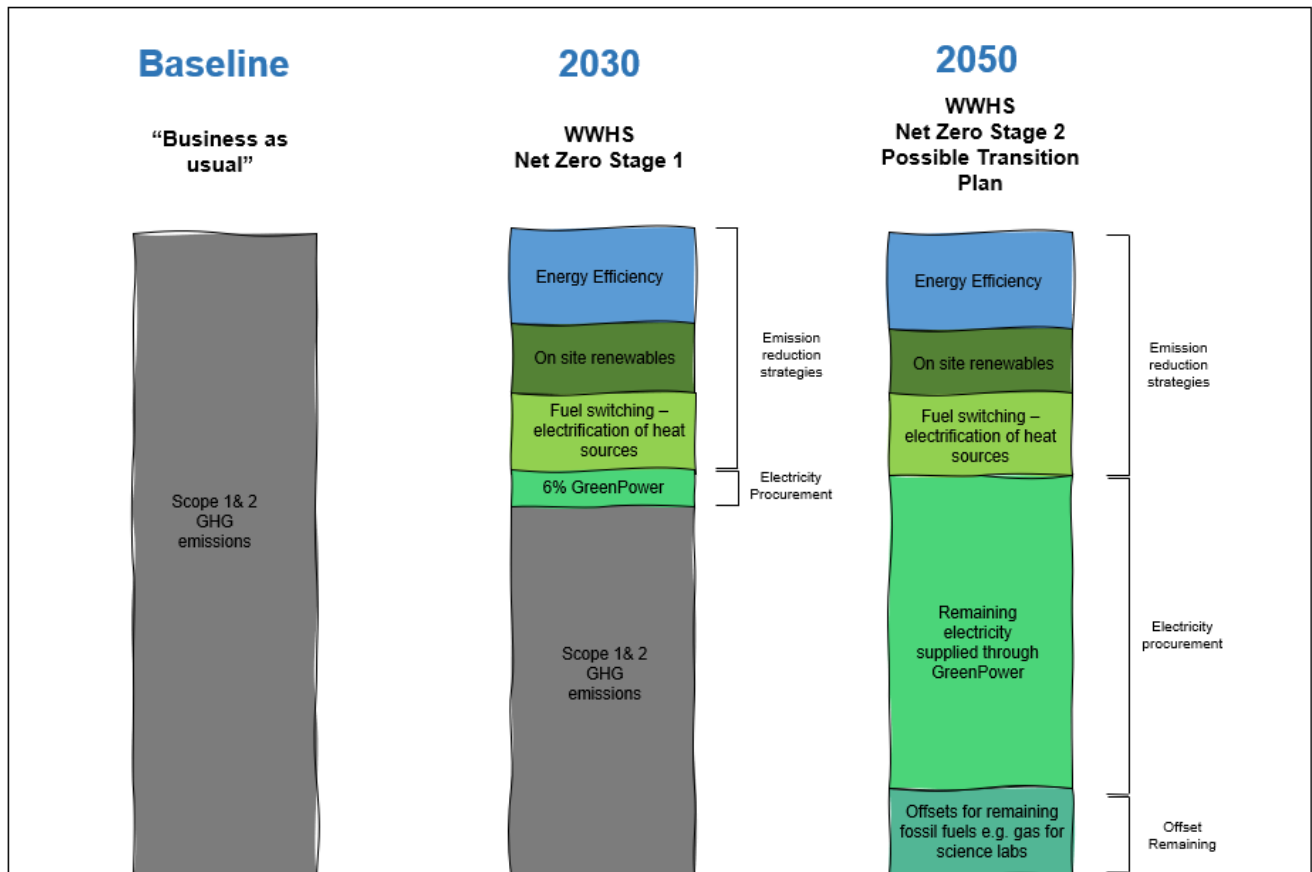 Baseline
“Business as
usual”
Scope 1& 2
GHG
emissions
2030
WWHS
Net Zero Stage 1
Energy Efficiency
On site renewables
Fuel switching –
electrification of heat
sources
6% GreenPower
Scope 1& 2
GHG
emissions
Emission
reduction
strategies
Electricity
Procurement
2050
WWHS
Net Zero Stage 2
Possible Transition
Plan
Energy Efficiency
On site renewables
Fuel switching –
electrification of heat
sources
Remaining
electricity
supplied through
GreenPower
Offsets for remaining
fossil fuels e.g. gas for
science labs
Emission
reduction
strategies
Electricity
procurement
Offset
Remaining